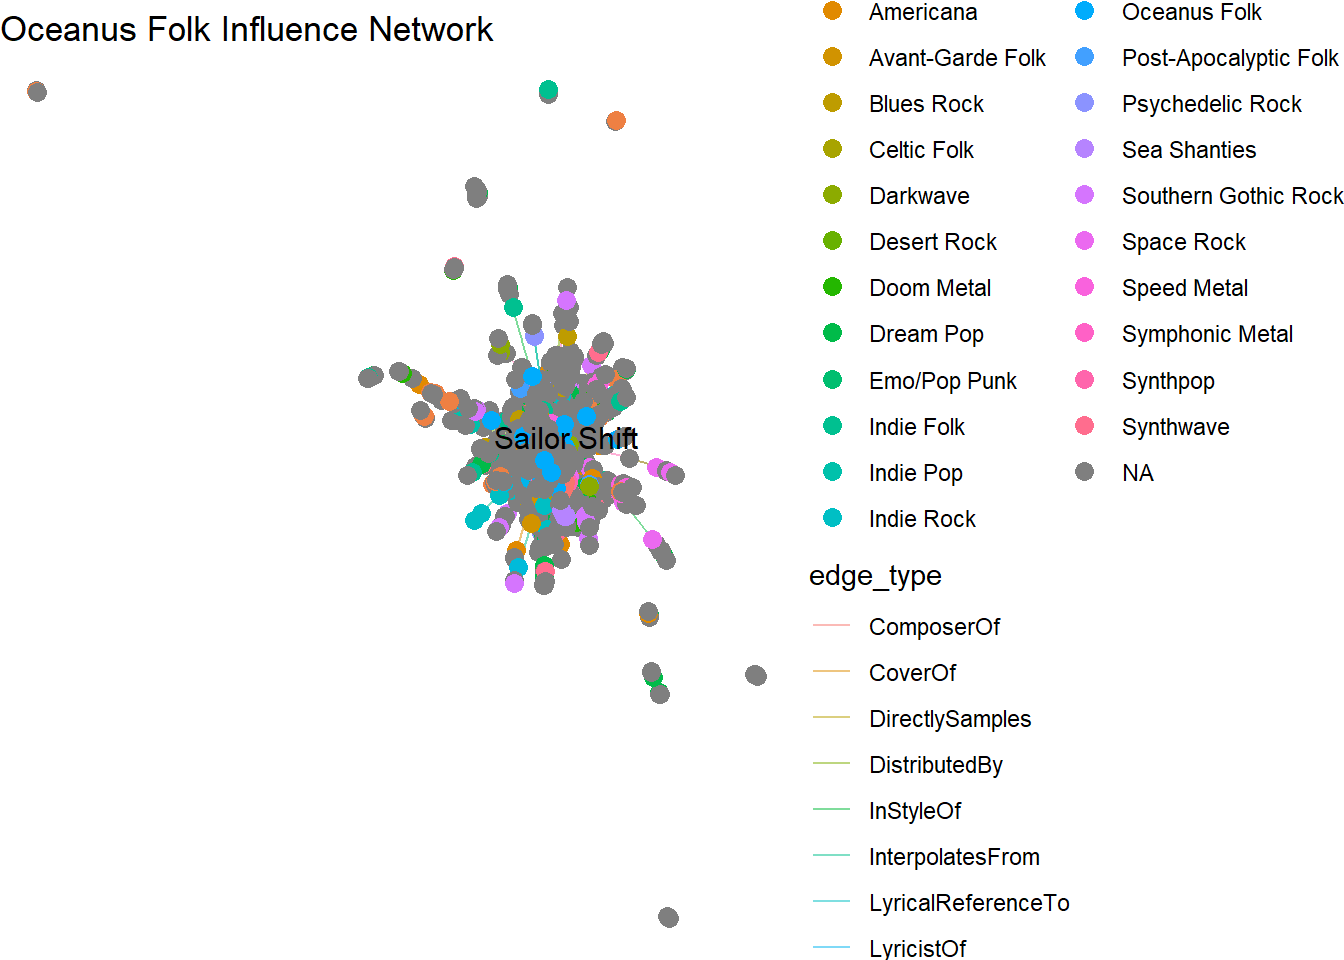 Oceanus Folk Influence Network
Sailor Shift
Americana
Avant-Garde Folk
Blues Rock
Celtic Folk
Darkwave
Desert Rock
Doom Metal
Dream Pop
Emo/Pop Punk
Indie Folk
Indie Pop
Indie Rock
Oceanus Folk
Post-Apocalyptic Folk
Psychedelic Rock
Sea Shanties
Southern Gothic Rock
Space Rock
Speed Metal
Symphonic Metal
Synthpop
Synthwave
NA
edge_type
ComposerOf
CoverOf
DirectlySamples
DistributedBy
InStyleOf
InterpolatesFrom
LyricalReferenceTo
LyricistOf